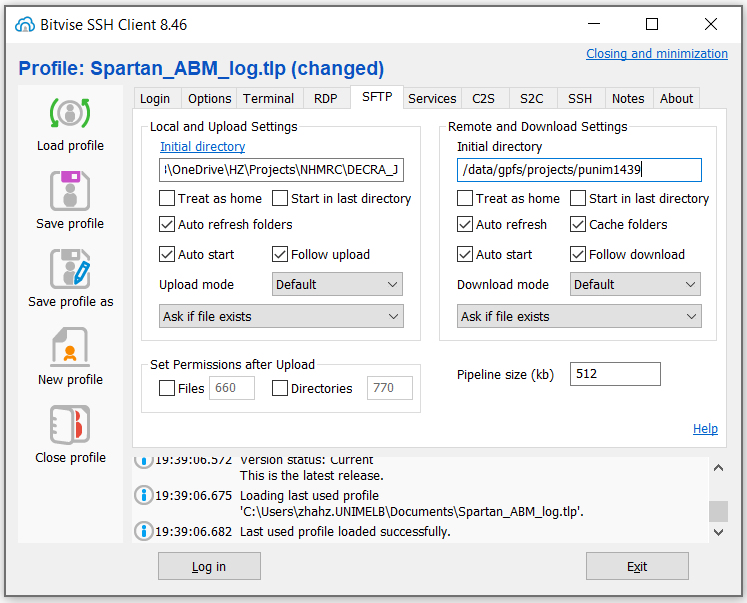 Bitvise SSH Client 8.46
Closing and minimization
Profile: Spartan_ABM_log.tlp (changed)
Load profile
Save profile
Save profile as
New profile
Close profile
Login Options Terminal RDP SFTP Services C2S S2C SSH Notes About
Local and Upload Settings
Initial directory
\OneDrive\HZ\Projects\NHMRC\DECRA_J
Treat as home Start in last directory
Auto refresh folders
Auto start Follow upload
Upload mode Default
Ask if file exists
Set Permissions after Upload
Files 660 Directories 770
Remote and Download Settings
Initial directory
/data/gpfs/projects/punim1439
Treat as home Start in last directory
Auto refresh Cache folders
Auto start Follow download
Download mode Default
Ask if file exists
Pipeline size (kb) 512
Help
19:39:06.572 Version status: Current
This is the latest release.
19:39:06.675 Loading last used profile
'C:\Users\zhahz.UNIMELB\Documents\Spartan_ABM_log.tlp'.
19:39:06.682 Last used profile loaded successfully.
Log in Exit